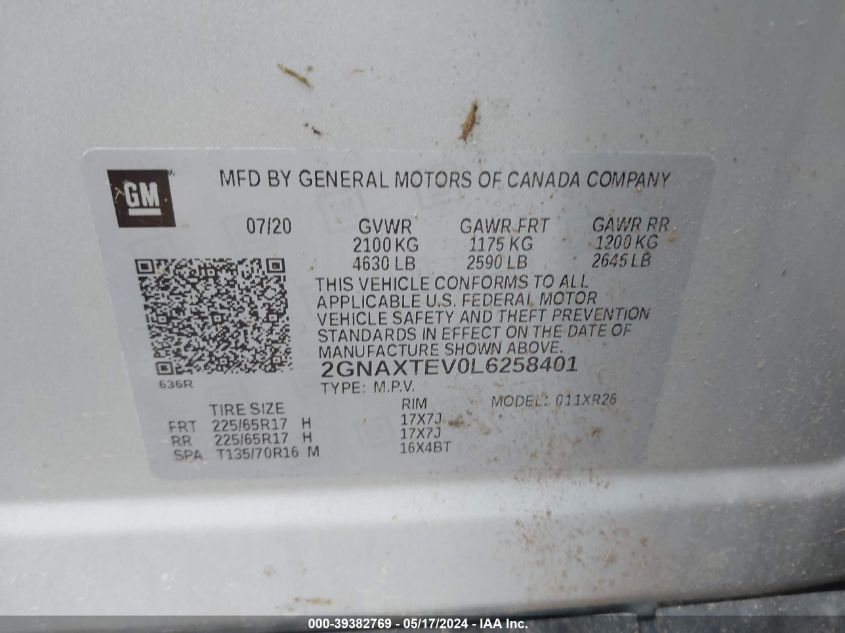 GM
MFD BY GENERAL MOTORS OF CANADA COMPANY
07/20 GVWR GAWR FRT GAWR RR
2100 KG 1175 KG 1200 KG
4630 LB 2590 LB 2645 LB
THIS VEHICLE CONFORMS TO ALL
APPLICABLE U.S. FEDERAL MOTOR
VEHICLE SAFETY AND THEFT PREVENTION
STANDARDS IN EFFECT ON THE DATE OF
MANUFACTURE SHOWN ABOVE.
2GNAXTEV0L6258401
636R TYPE: M.P.V. MODEL: 011XR26
TIRE SIZE RIM
FRT 225/65R17 H 17X7J
RR 225/65R17 H 17X7J
SPA T135/70R16 M 16X4BT
000-39382769 - 05/17/2024 - IAAI.com